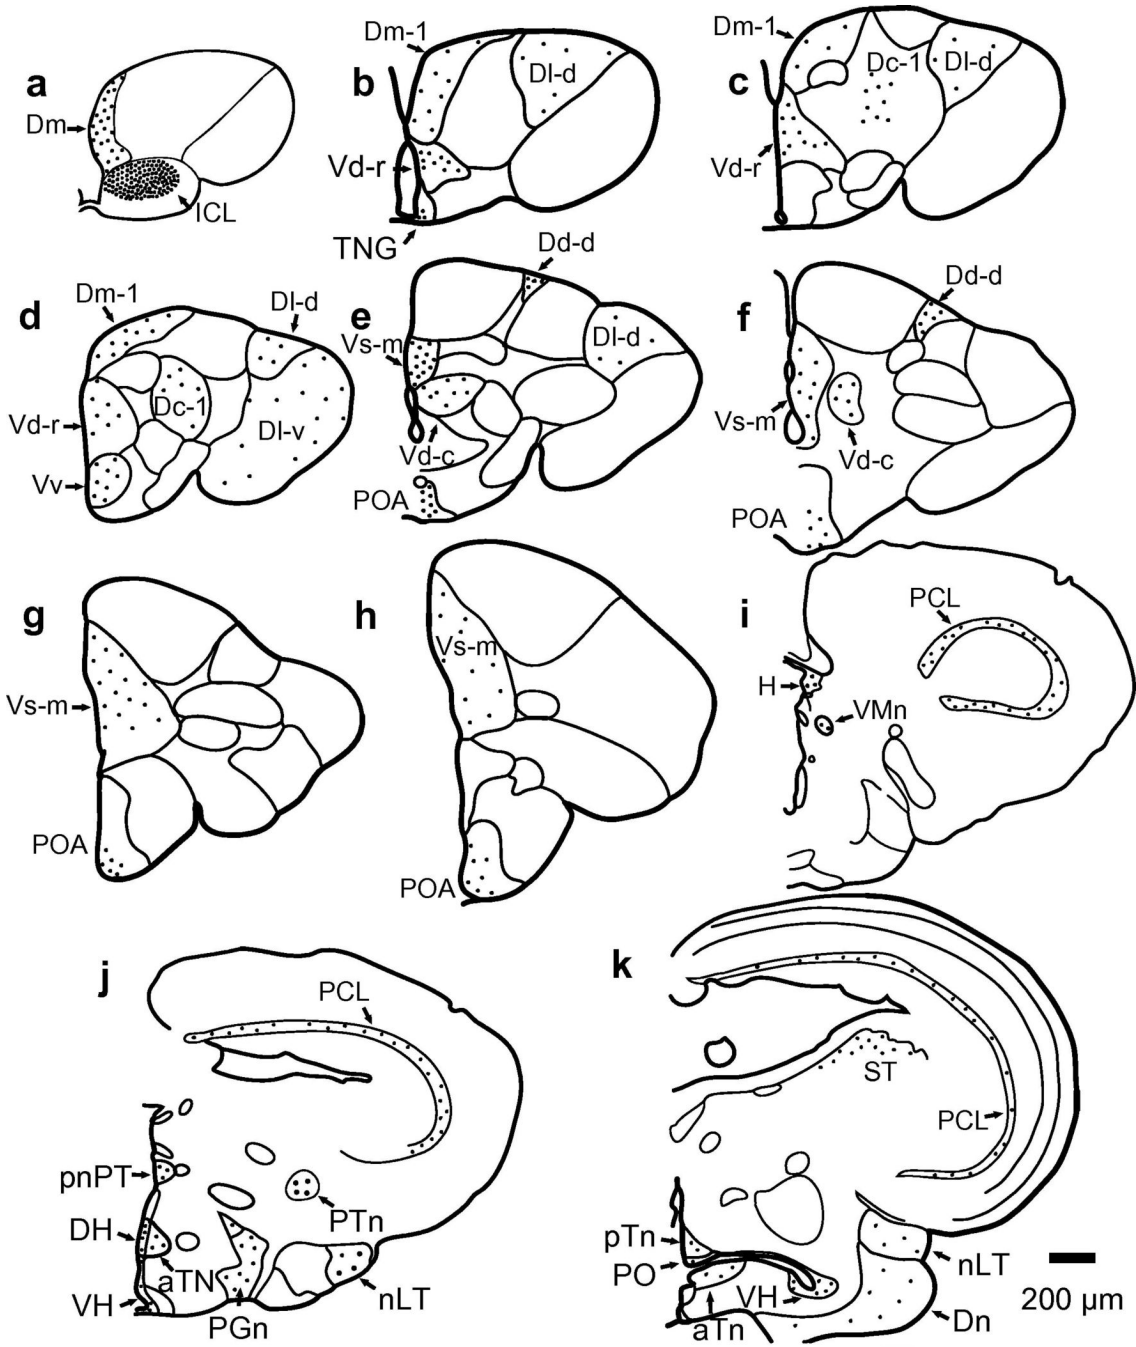 a
Dm
ICL
b
Dm-1
Dl-d
Vd-r
TNG
c
Dm-1
Dc-1
Dl-d
Vd-r
d
Dm-1
Dl-d
Dc-1
Vd-r
Dl-v
Vv
e
Dd-d
Vs-m
Dl-d
Vd-c
POA
f
Dd-d
Vs-m
Vd-c
POA
g
Vs-m
POA
h
Vs-m
POA
i
PCL
H
VMn
j
PCL
pnPT
PTn
DH
aTN
VH
PGn
nLT
k
ST
PCL
pTn
PO
aTn
VH
nLT
Dn
200 µm